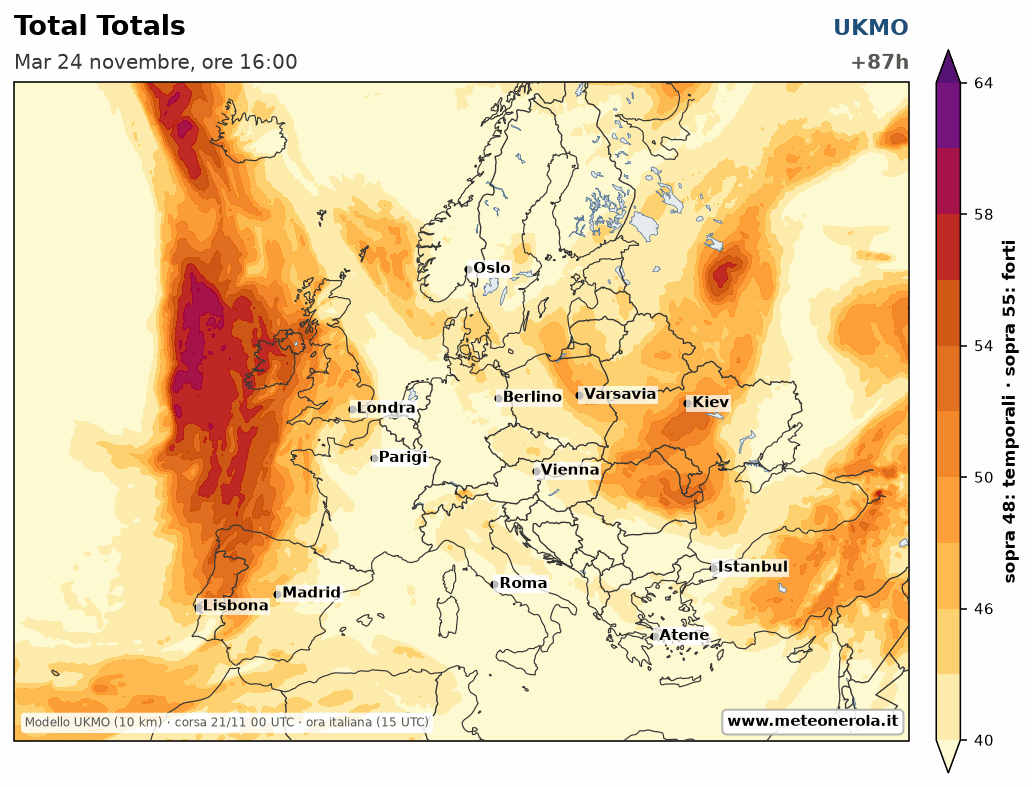 Total Totals
UKMO
Mar 24 novembre, ore 16:00
+87h
64
58
54
50
46
40
sopra 48: temporali · sopra 55: forti
Oslo
Berlino
Varsavia
Kiev
Londra
Parigi
Vienna
Istanbul
Roma
Madrid
Lisbona
Atene
Modello UKMO (10 km) · corsa 21/11 00 UTC · ora italiana (15 UTC)
www.meteonerola.it